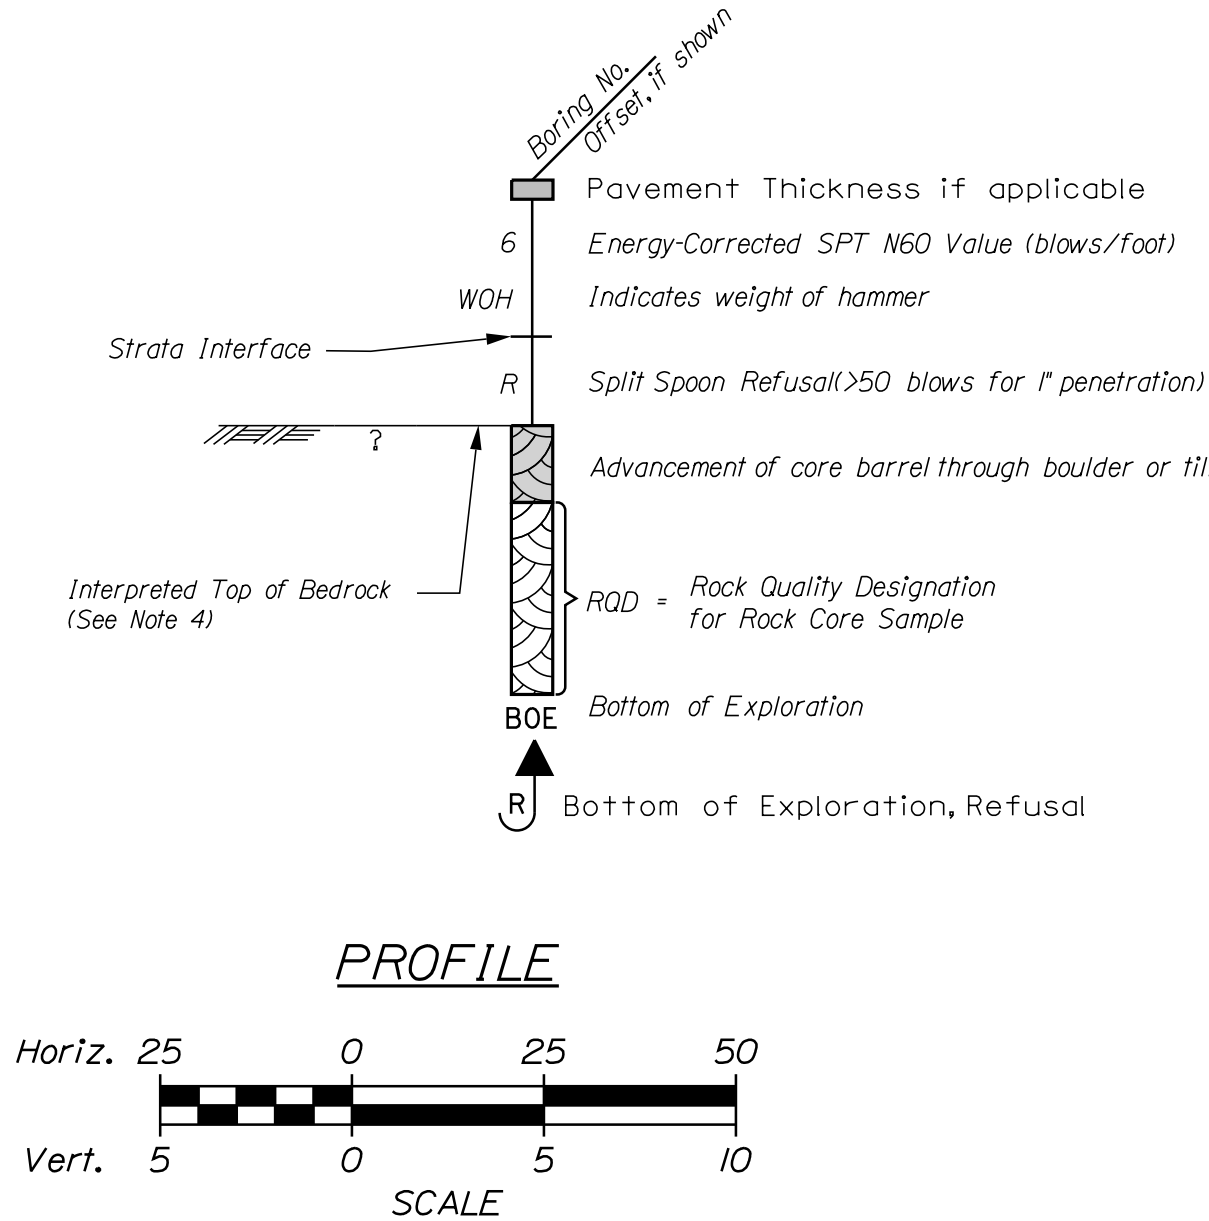 Boring No.
Offset, if shown
Pavement Thickness if applicable
6 Energy-Corrected SPT N60 Value (blows/foot)
WOH Indicates weight of hammer
Strata Interface
R Split Spoon Refusal(>50 blows for 1" penetration)
?
Advancement of core barrel through boulder or
Interpreted Top of Bedrock
(See Note 4)
RQD = Rock Quality Designation
for Rock Core Sample
BOE Bottom of Exploration
R Bottom of Exploration, Refusal
PROFILE
Horiz. 25 0 25 50
Vert. 5 0 5 10
SCALE